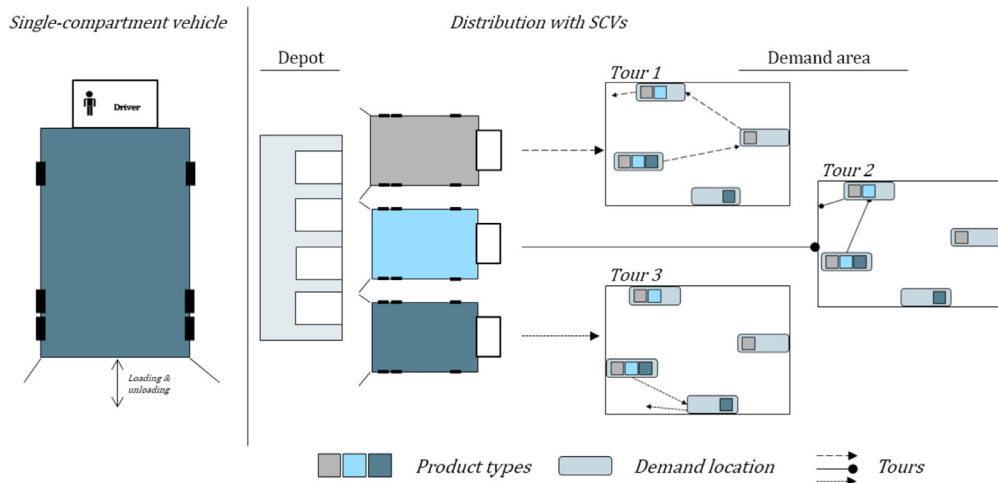 Single-compartment vehicle
Distribution with SCVs
Driver
Loading &
unloading
Depot
Demand area
Tour 1
Tour 2
Tour 3
Product types
Demand location
Tours